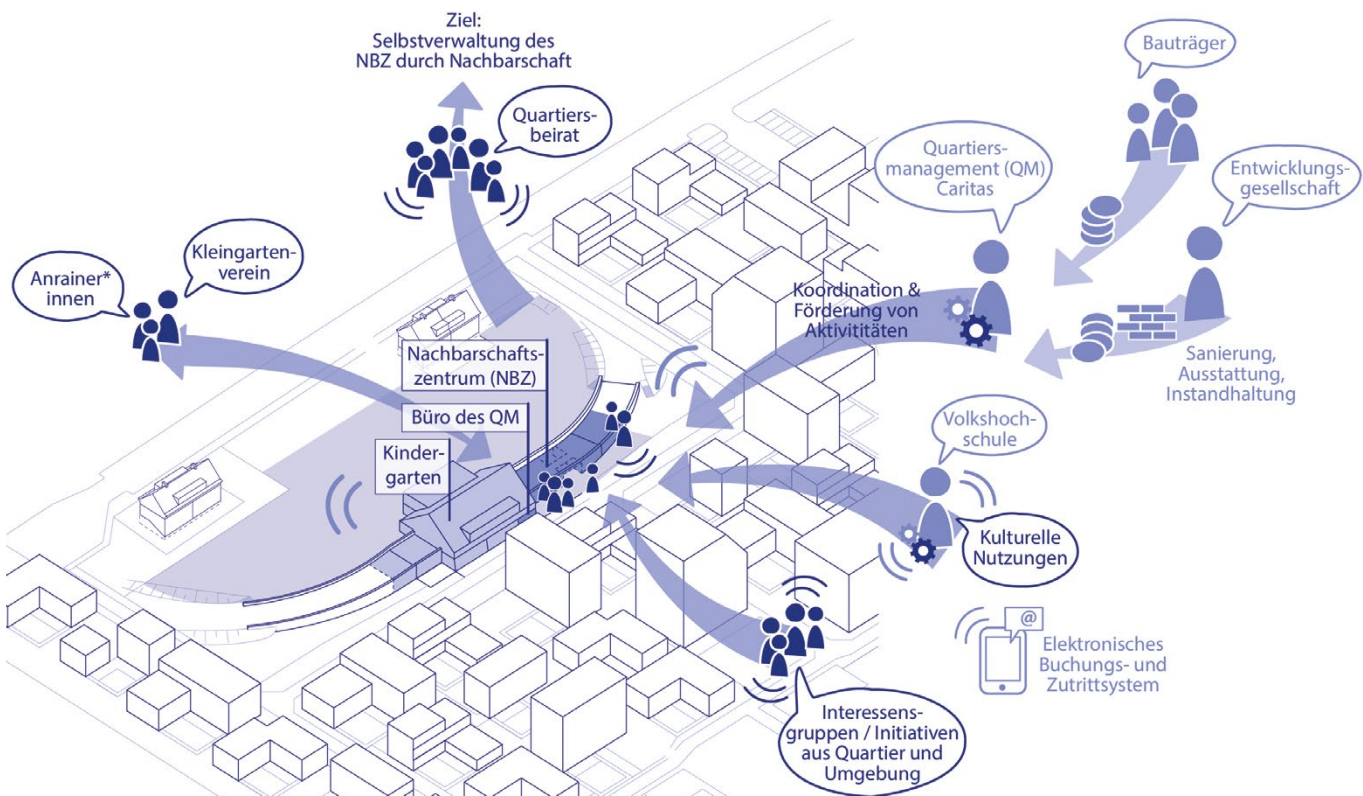 Ziel:
Selbstverwaltung des
NBZ durch Nachbarschaft
Quartiers-
beirat
Bauträger
Quartiers-
management (QM)
Caritas
Entwicklungs-
gesellschaft
Kleingarten-
verein
Anrainer*
innen
Koordination &
Förderung von
Aktivititäten
Nachbarschafts-
zentrum (NBZ)
Büro des QM
Kinder-
garten
Sanierung,
Ausstattung,
Instandhaltung
Volkshoch-
schule
Kulturelle
Nutzungen
@
Elektronisches
Buchungs- und
Zutrittsystem
Interessens-
gruppen / Initiativen
aus Quartier und
Umgebung